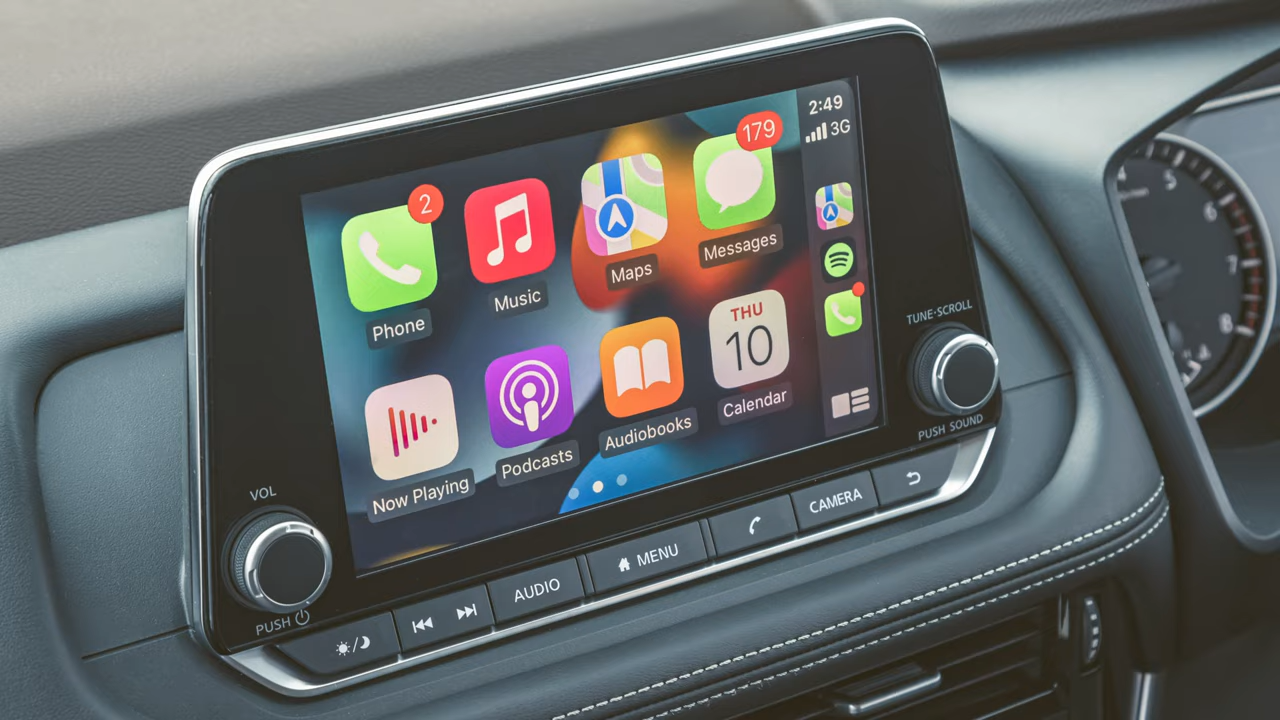 2:49
3G
2
Phone
Music
Maps
179
Messages
Now Playing
Podcasts
Audiobooks
THU
10
Calendar
VOL
PUSH
TUNE·SCROLL
PUSH SOUND
AUDIO
MENU
CAMERA
4
5
6
7
8